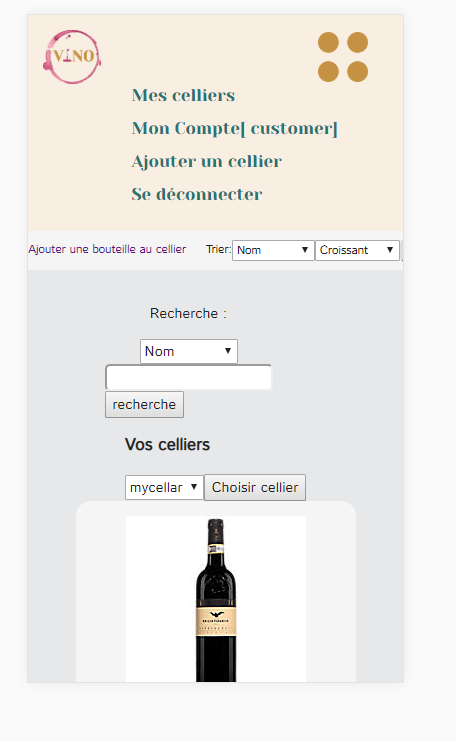 VINO
Mes celliers
Mon Compte[ customer]
Ajouter un cellier
Se déconnecter
Ajouter une bouteille au cellier Trier: Nom Croissant
Recherche :
Nom
recherche
Vos celliers
mycellar Choisir cellier